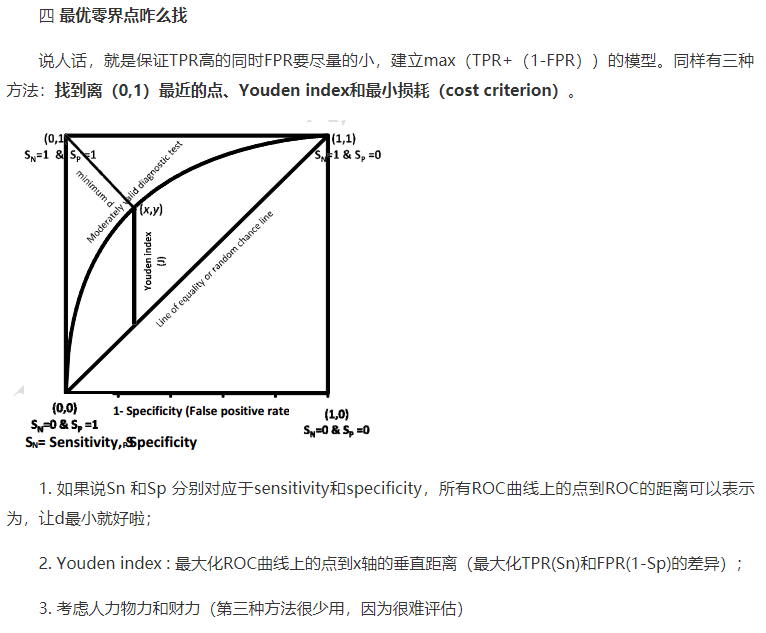 四 最优零界点咋么找
说人话，就是保证TPR高的同时FPR要尽量的小，建立max（TPR+（1-FPR））的模型。同样有三种
方法：找到离（0,1）最近的点、Youden index和最小损耗（cost criterion）。
(0,1
(1,1)
SN=1 & SP =1
SN=1 & SP =0
minimum d
Moderately valid diagnostic test
(x,y)
Youden index
(J)
Line of equality or random chance line
(0,0)
1- Specificity (False positive rate
(1,0)
SN=0 & SP =1
SN=0 & SP =0
SN= Sensitivity, SP Specificity
1. 如果说Sn 和Sp 分别对应于sensitivity和specificity，所有ROC曲线上的点到ROC的距离可以表示
为，让d最小就好啦；
2. Youden index : 最大化ROC曲线上的点到x轴的垂直距离（最大化TPR(Sn)和FPR(1-Sp)的差异）；
3. 考虑人力物力和财力（第三种方法很少用，因为很难评估）